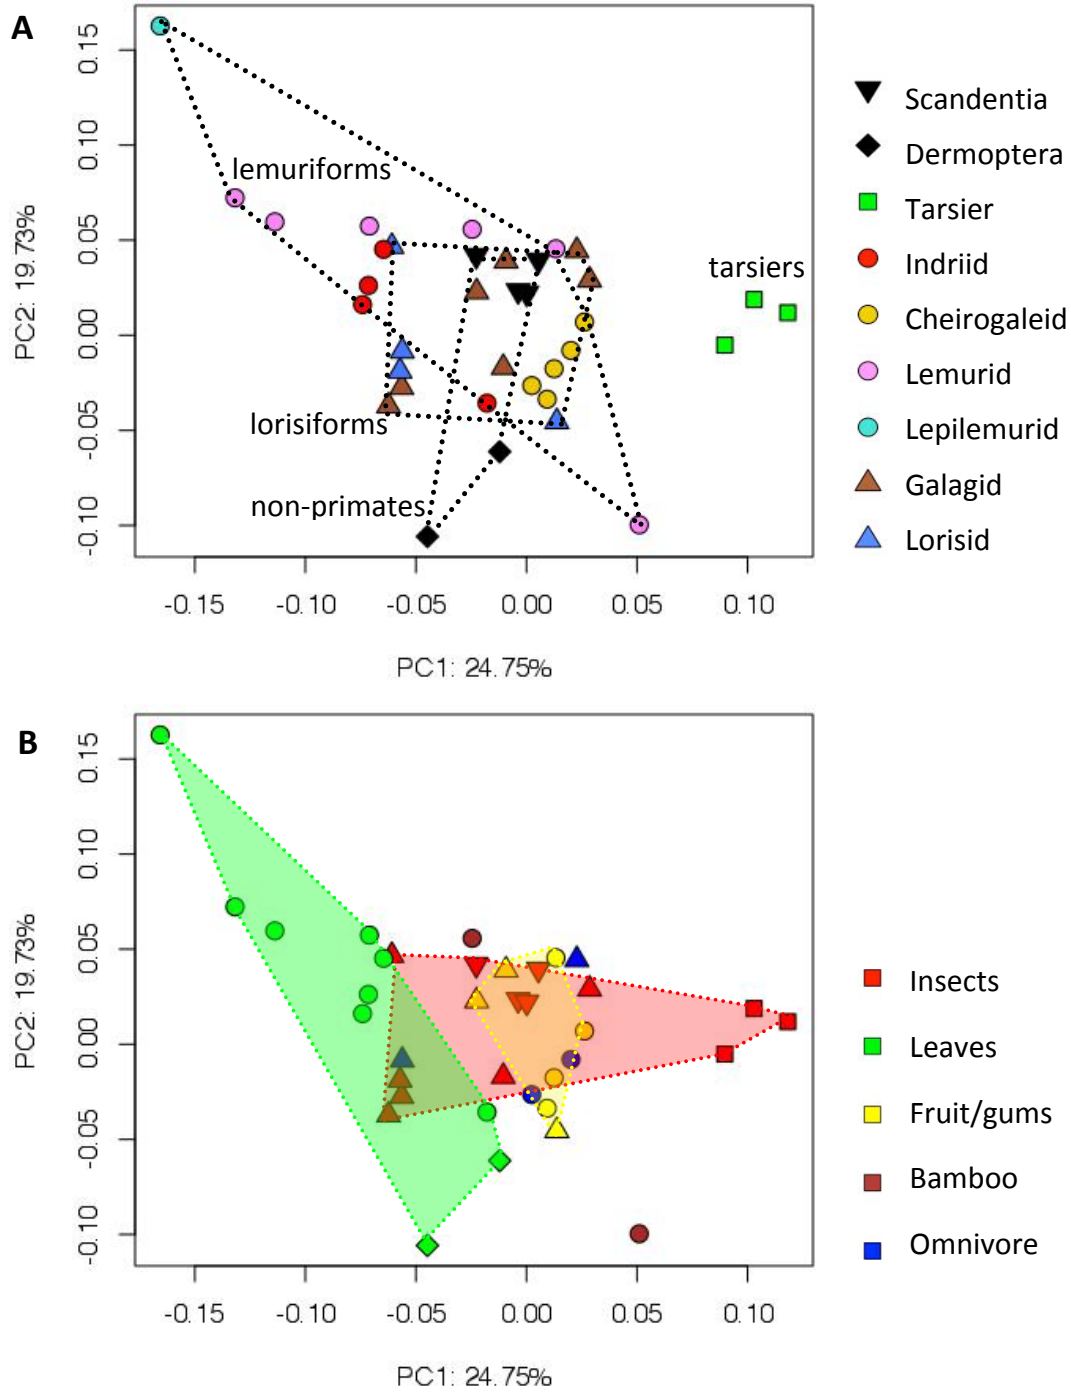 A
0.15
0.10
0.05
0.00
-0.05
-0.10
PC2: 19.73%
lemuriforms
tarsiers
lorisiforms
non-primates
-0.15 -0.10 -0.05 0.00 0.05 0.10
PC1: 24.75%
Scandentia
Dermoptera
Tarsier
Indriid
Cheirogaleid
Lemurid
Lepilemurid
Galagid
Lorisid
B
0.15
0.10
0.05
0.00
-0.05
-0.10
PC2: 19.73%
-0.15 -0.10 -0.05 0.00 0.05 0.10
PC1: 24.75%
Insects
Leaves
Fruit/gums
Bamboo
Omnivore